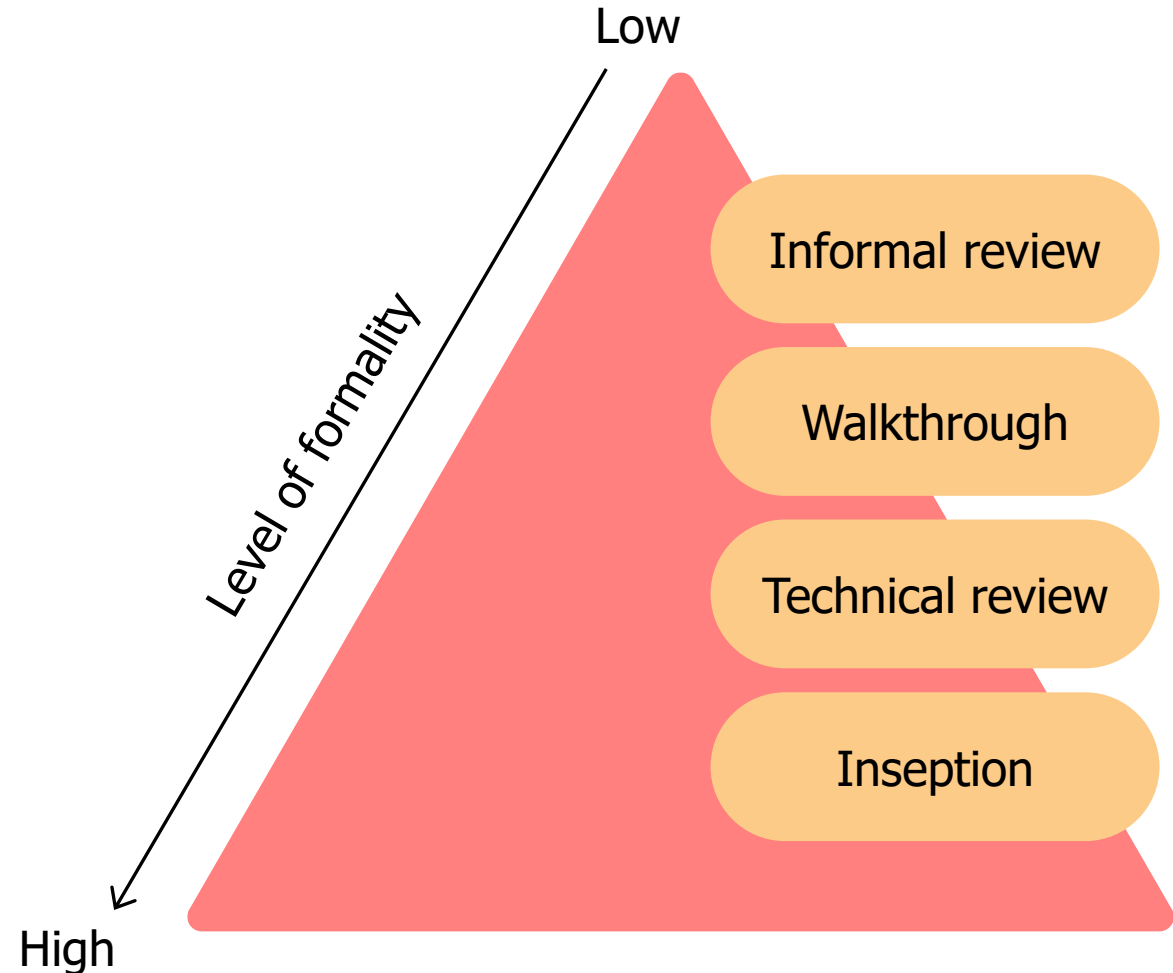 Low
Level of formality
Informal review
Walkthrough
Technical review
Inseption
High